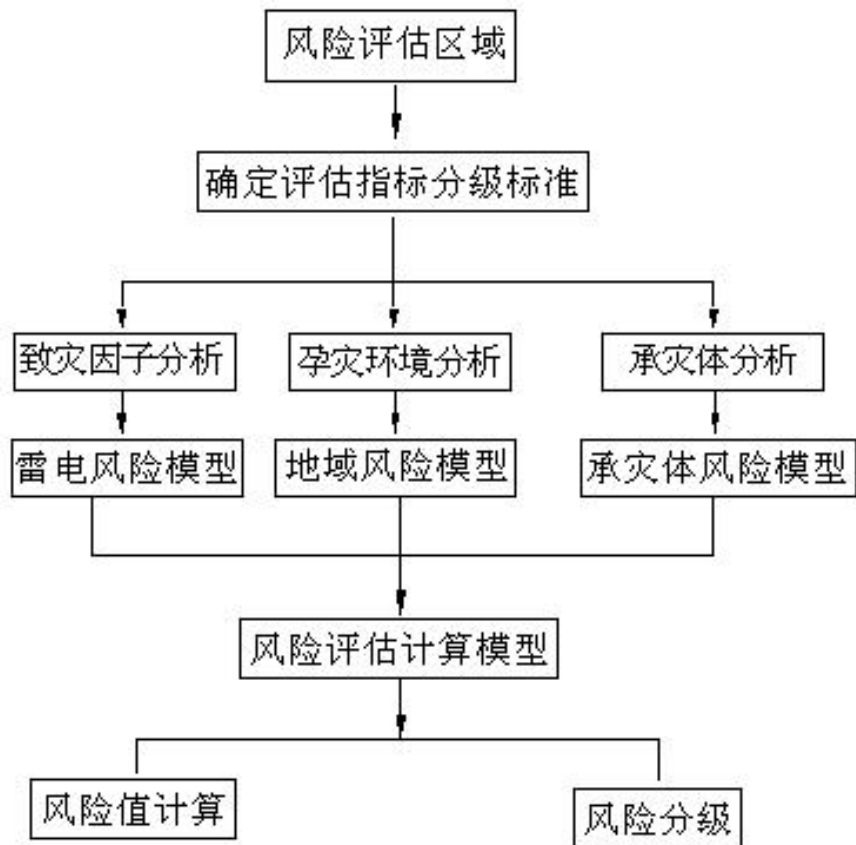 风险评估区域
确定评估指标分级标准
致灾因子分析
孕灾环境分析
承灾体分析
雷电风险模型
地域风险模型
承灾体风险模型
风险评估计算模型
风险值计算
风险分级